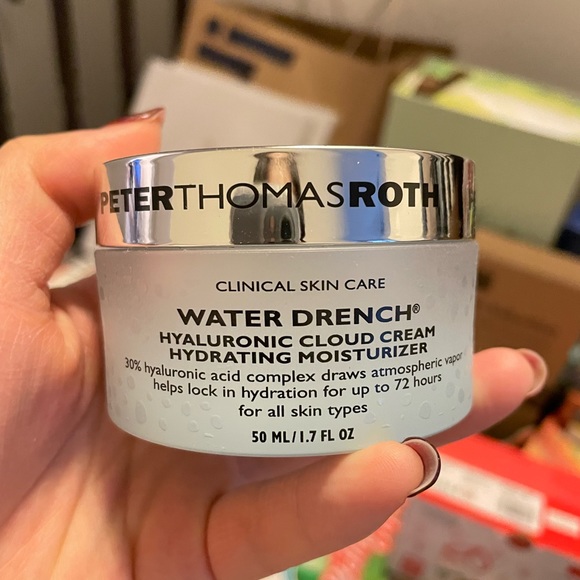 PETERTHOMASROTH
CLINICAL SKIN CARE
WATER DRENCH®
HYALURONIC CLOUD CREAM
HYDRATING MOISTURIZER
30% hyaluronic acid complex draws atmospheric vapor
helps lock in hydration for up to 72 hours
for all skin types
50 ML/1.7 FL OZ